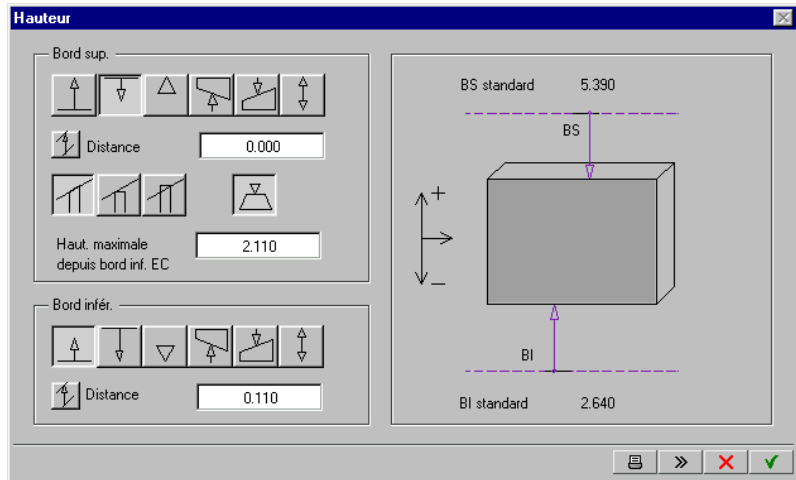 Hauteur
Bord sup.
Distance 0.000
Haut. maximale 2.110
depuis bord inf. EC
Bord infér.
Distance 0.110
BS standard 5.390
BS
+
−
BI
BI standard 2.640